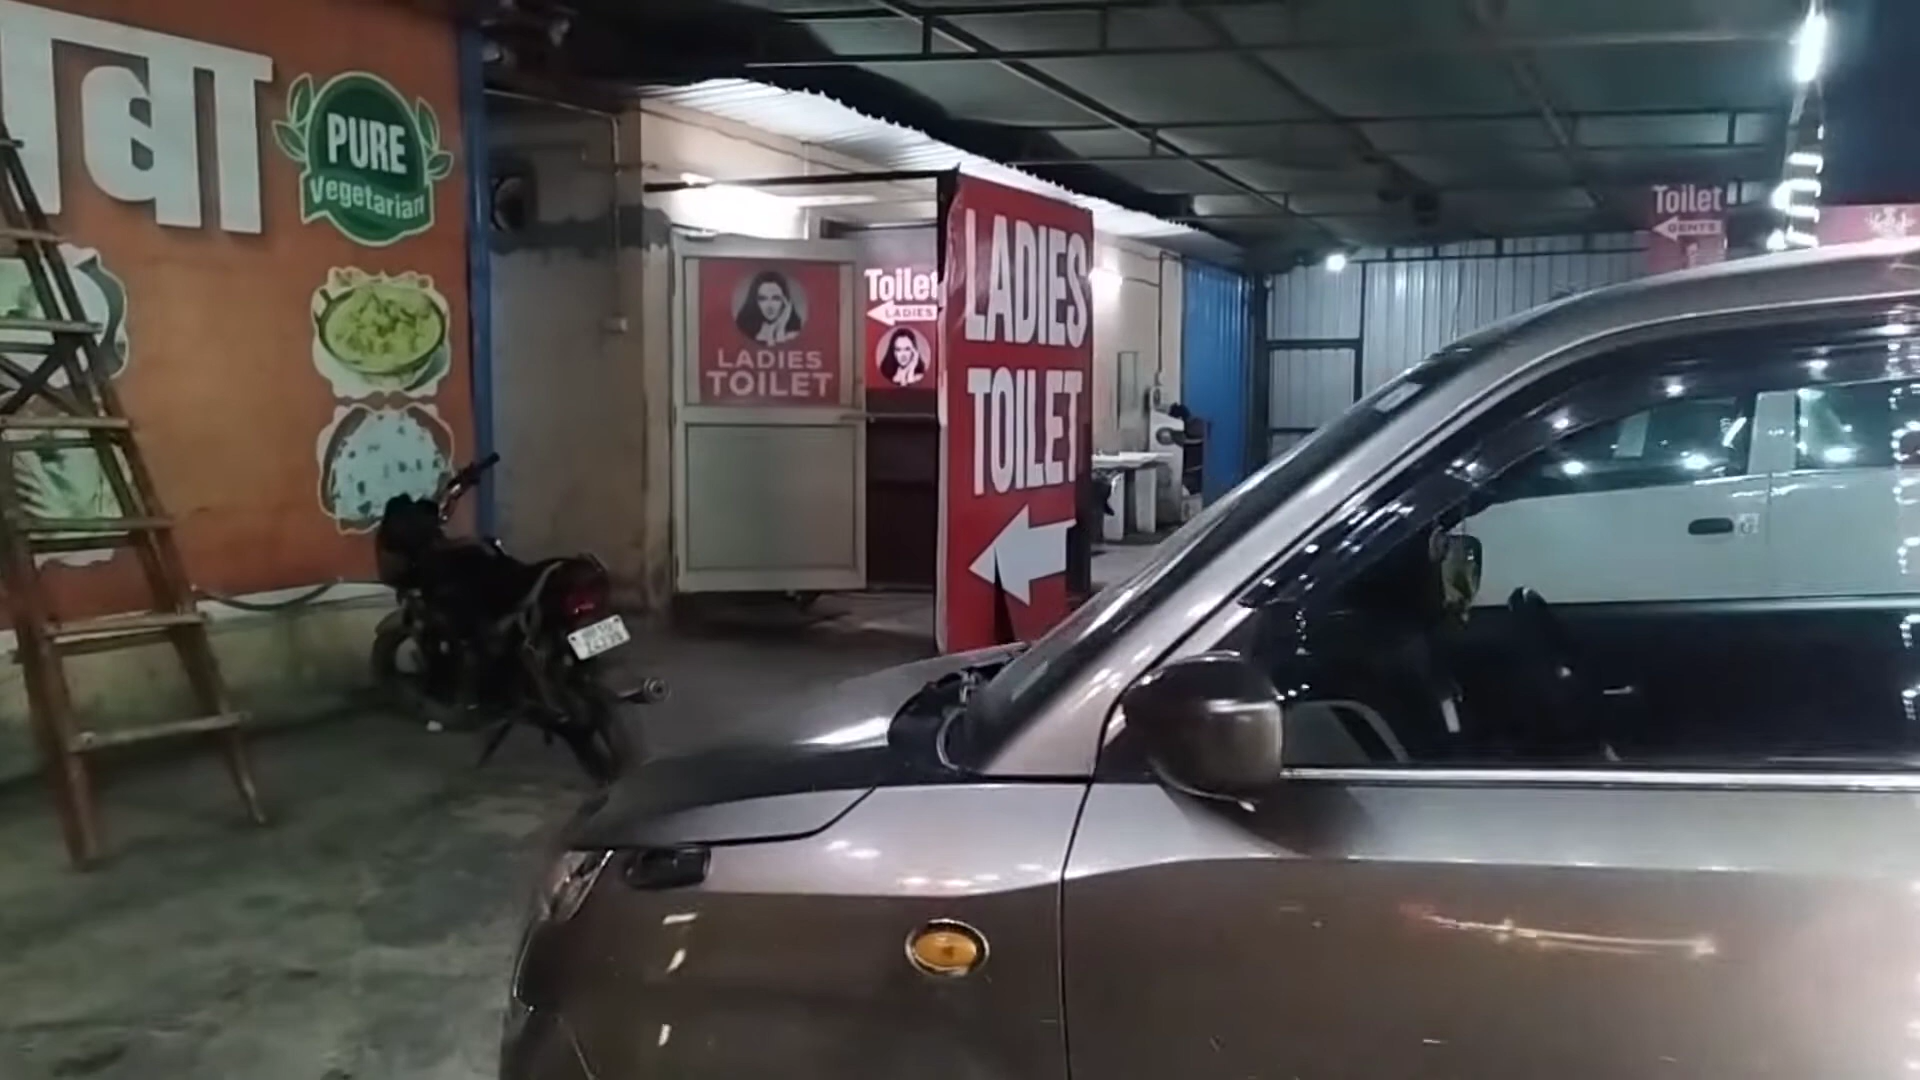 वा
PURE
Vegetarian
LADIES
TOILET
Toilet
LADIES
LADIES
TOILET
Toilet
GENTS